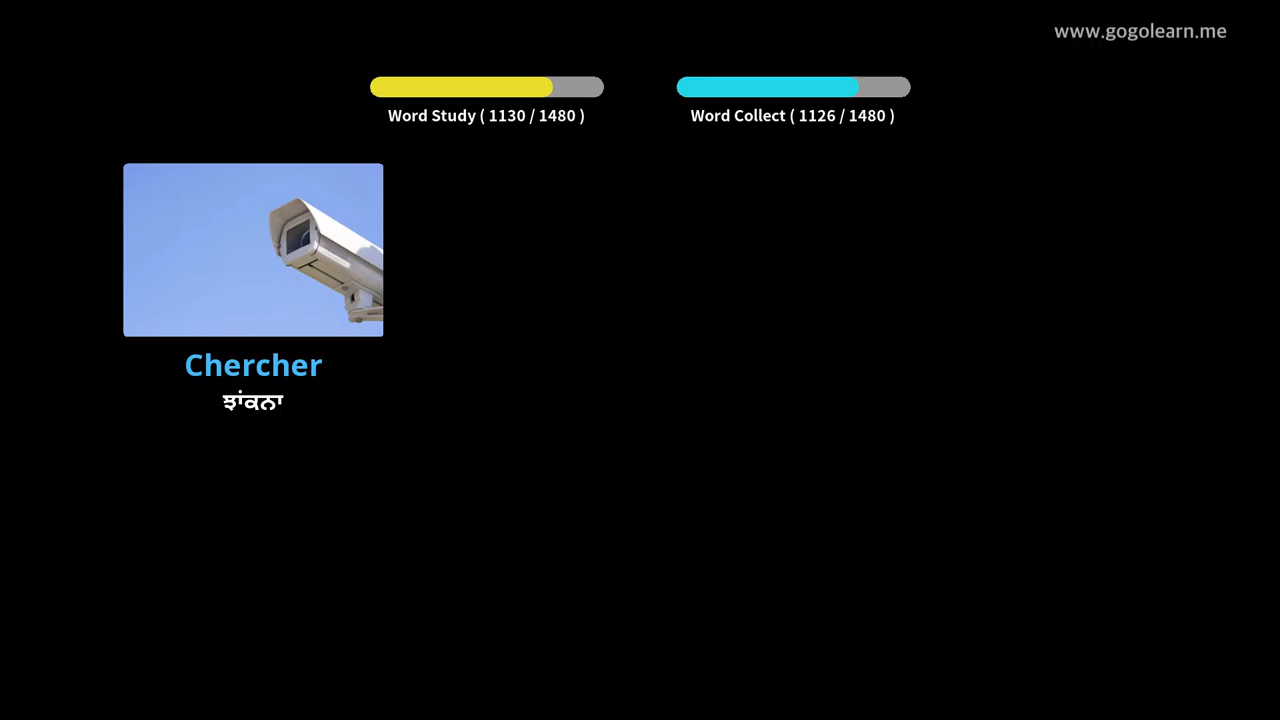 www.gogolearn.me
Word Study ( 1130 / 1480 )
Word Collect ( 1126 / 1480 )
Chercher
ਝਾਂਕਨਾ